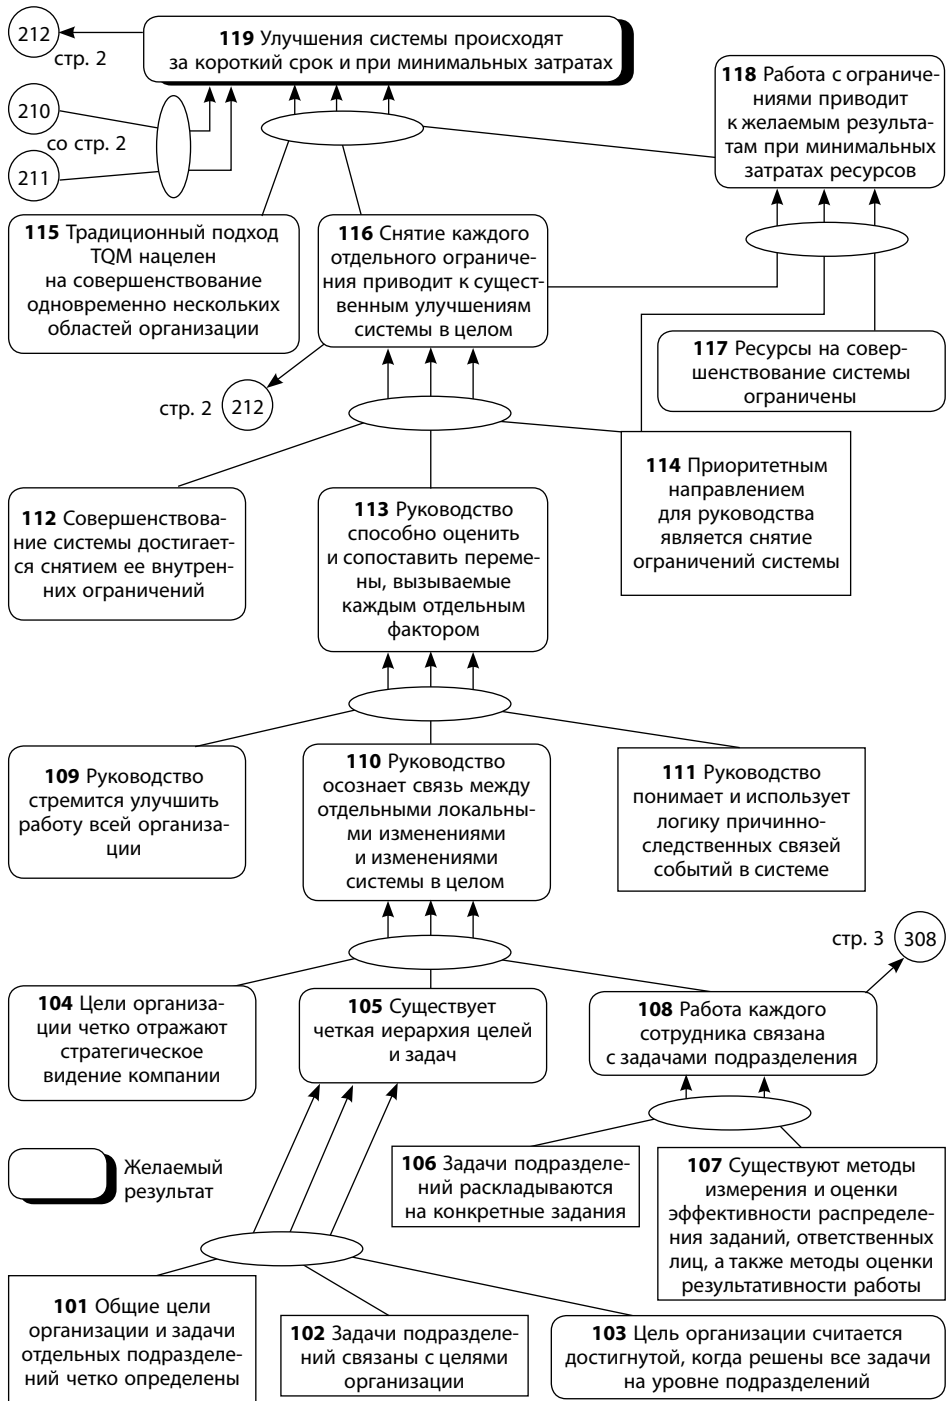 212
стр. 2
119 Улучшения системы происходят
за короткий срок и при минимальных затратах
210
со стр. 2
211
118 Работа с ограниче-
ниями приводит
к желаемым результа-
там при минимальных
затратах ресурсов
115 Традиционный подход
TQM нацелен
на совершенствование
одновременно нескольких
областей организации
116 Снятие каждого
отдельного ограниче-
ния приводит к сущест-
венным улучшениям
системы в целом
117 Ресурсы на совер-
шенствование системы
ограничены
стр. 2
212
112 Совершенствова-
ние системы достигает-
ся снятием ее внутрен-
них ограничений
113 Руководство
способно оценить
и сопоставить переме-
ны, вызываемые
каждым отдельным
фактором
114 Приоритетным
направлением
для руководства
является снятие
ограничений системы
109 Руководство
стремится улучшить
работу всей организа-
ции
110 Руководство
осознает связь между
отдельными локальны-
ми изменениями
и изменениями
системы в целом
111 Руководство
понимает и использует
логику причинно-
следственных связей
событий в системе
стр. 3
308
104 Цели организа-
ции четко отражают
стратегическое
видение компании
105 Существует
четкая иерархия целей
и задач
108 Работа каждого
сотрудника связана
с задачами подразделения
Желаемый
результат
106 Задачи подразделе-
ний раскладываются
на конкретные задания
107 Существуют методы
измерения и оценки
эффективности распределе-
ния заданий, ответственных
лиц, а также методы оценки
результативности работы
101 Общие цели
организации и задачи
отдельных подразделе-
ний четко определены
102 Задачи подразделе-
ний связаны с целями
организации
103 Цель организации считается
достигнутой, когда решены все задачи
на уровне подразделений